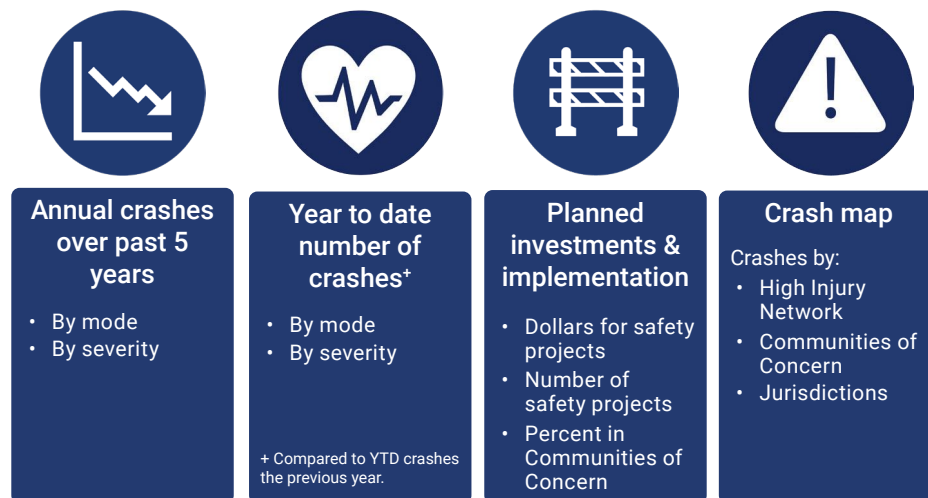 Annual crashes
over past 5
years
• By mode
• By severity
Year to date
number of
crashes+
• By mode
• By severity
+ Compared to YTD crashes
the previous year.
Planned
investments &
implementation
• Dollars for safety
projects
• Number of
safety projects
• Percent in
Communities of
Concern
Crash map
Crashes by:
• High Injury
Network
• Communities of
Concern
• Jurisdictions